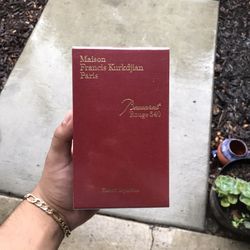 Maison
Francis Kurkdjian
Paris
Baccarat
Rouge 540
Extrait de parfum